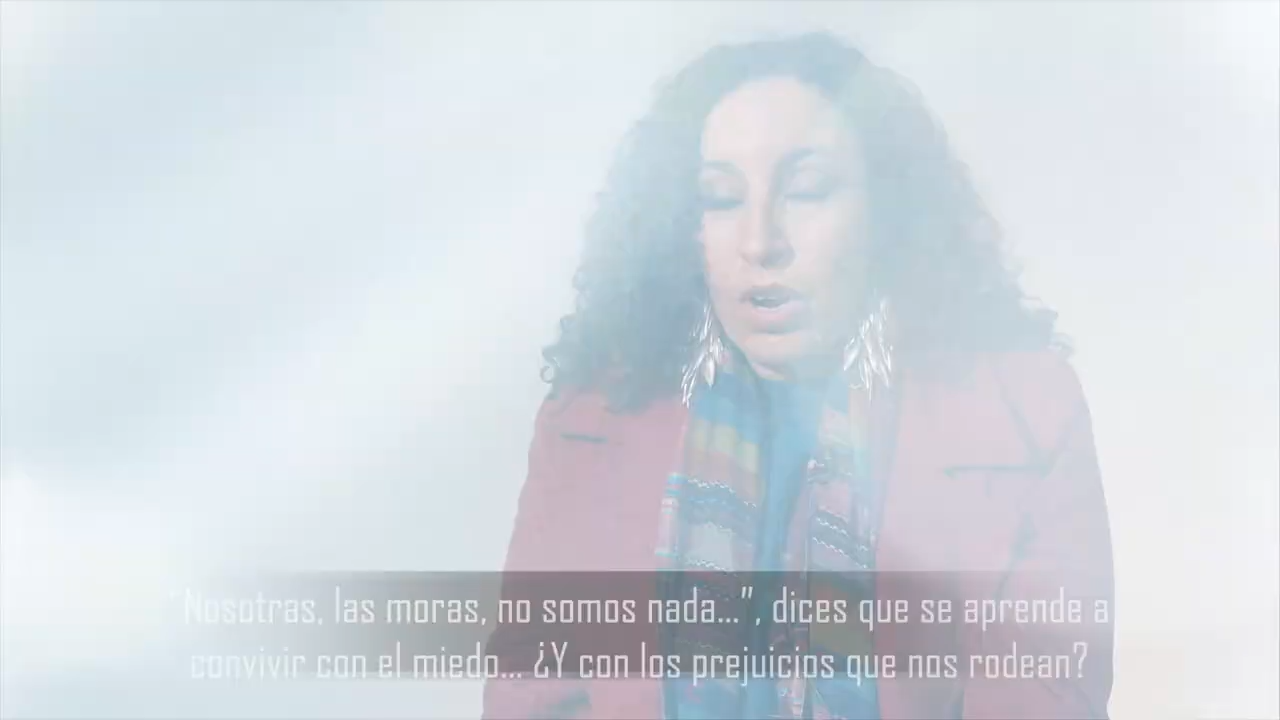 “Nosotras, las moras, no somos nada...”, dices que se aprende a
convivir con el miedo... ¿Y con los prejuicios que nos rodean?